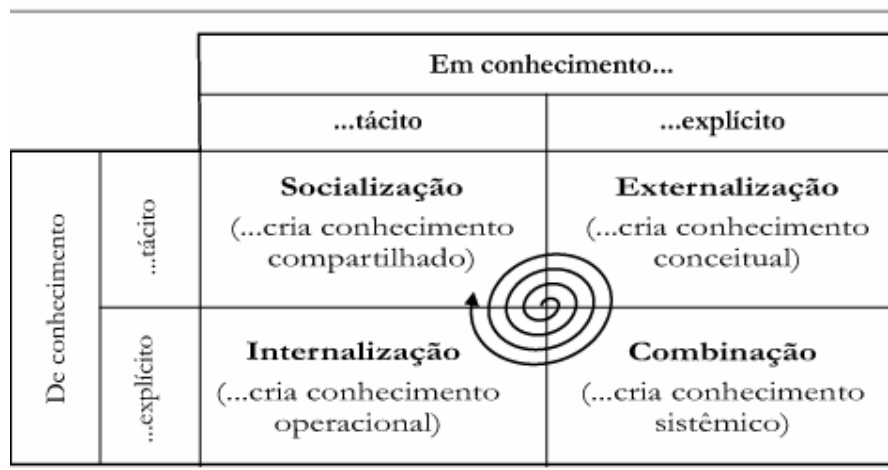 Em conhecimento...
...tácito
...explícito
De conhecimento
...tácito
Socialização
(...cria conhecimento
compartilhado)
Externalização
(...cria conhecimento
conceitual)
...explícito
Internalização
(...cria conhecimento
operacional)
Combinação
(...cria conhecimento
sistêmico)